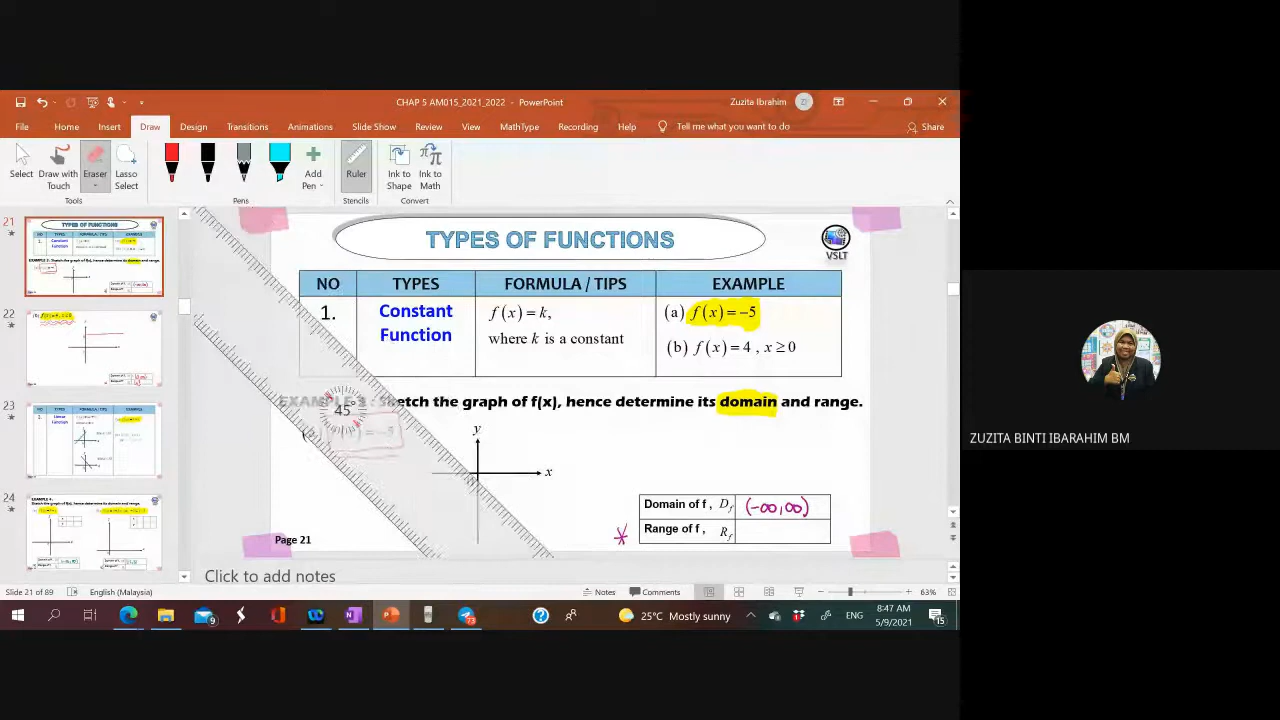 CHAP 5 AM015_2021_2022 - PowerPoint
Zuzita Ibrahim
File Home Insert Draw Design Transitions Animations Slide Show Review View MathType Recording Help Tell me what you want to do Share
Select
Draw with Touch
Eraser
Lasso Select
Add Pen
Ruler
Ink to Shape
Ink to Math
Tools Pens Stencils Convert
21
22
23
24
TYPES OF FUNCTIONS
VSLT
NO TYPES FORMULA / TIPS EXAMPLE
1. Constant Function
f(x) = k,
where k is a constant
(a) f(x) = −5
(b) f(x) = 4 , x ≥ 0
Sketch the graph of f(x), hence determine its domain and range.
45°
y
x
Domain of f , D_f (-∞,∞)
Range of f , R_f
Page 21
Click to add notes
Slide 21 of 89 English (Malaysia) Notes Comments 63%
25°C Mostly sunny ENG 8:47 AM
5/9/2021
ZUZITA BINTI IBARAHIM BM